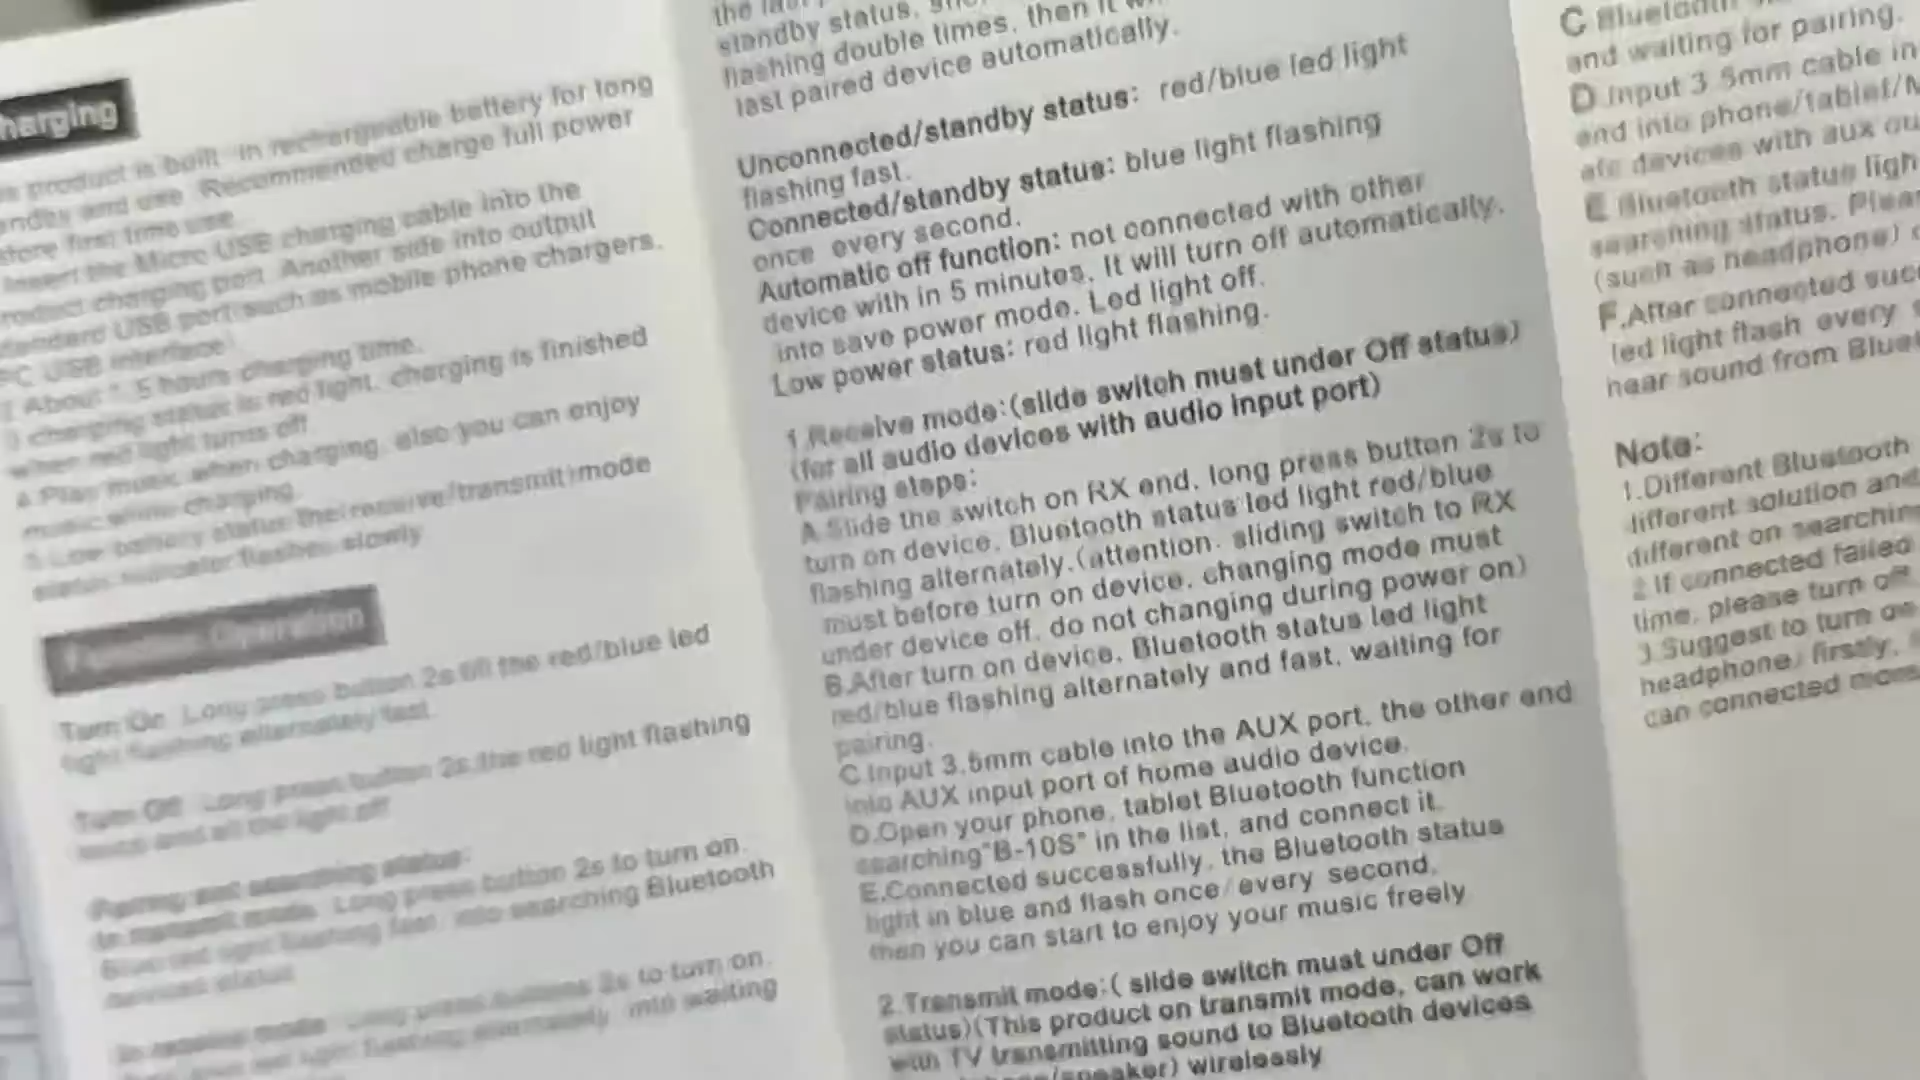 harging
product is built in rechargeable battery for long
and use. Recommended charge full power
first time use.
Insert the Micro USB charging cable into the
product charging port. Another side into output
USB port such as mobile phone chargers.
USB interface)
About 5 hours charging time.
charging status is red light, charging is finished
when red light turns off
4.Play music when charging, also you can enjoy
music while charging.
Low battery status the(receive/transmit)mode
status indicator flashes slowly
Function Operation
Turn On: Long press button 2s till the red/blue led
light flashing alternately fast.
Turn Off: Long press button 2s the red light flashing
and all the light off
Pairing and searching status:
In transmit mode: Long press button 2s to turn on.
light flashing fast, into searching Bluetooth
devices status
In receive mode: Long press buttons 2s to turn on.
light flashing alternately, into waiting
the
standby status,
flashing double times, then it
last paired device automatically.
Unconnected/standby status: red/blue led light
flashing fast.
Connected/standby status: blue light flashing
once every second.
Automatic off function: not connected with other
device with in 5 minutes, It will turn off automatically.
into save power mode. Led light off.
Low power status: red light flashing.
1.Receive mode:(slide switch must under Off status)
(for all audio devices with audio input port)
Pairing steps:
A.Slide the switch on RX end, long press button 2s to
turn on device, Bluetooth status led light red/blue
flashing alternately.(attention: sliding switch to RX
must before turn on device, changing mode must
under device off, do not changing during power on)
B.After turn on device, Bluetooth status led light
red/blue flashing alternately and fast, waiting for
pairing.
C.Input 3.5mm cable into the AUX port, the other end
into AUX input port of home audio device.
D.Open your phone, tablet Bluetooth function
searching"B-10S" in the list, and connect it.
E.Connected successfully, the Bluetooth status
light in blue and flash once/every second,
then you can start to enjoy your music freely
2.Transmit mode:( slide switch must under Off
status)(This product on transmit mode, can work
with TV transmitting sound to Bluetooth devices
speaker) wirelessly
C Bluetooth
and waiting for pairing.
D.Input 3.5mm cable in
end into phone/tablet/M
devices with aux ou
E Bluetooth status ligh
searching status. Pleas
(such as headphone)
F.After connected suc
led light flash every
hear sound from Bluet
Note:
1.Different Bluetooth
different solution and
different on searchin
2.If connected failed
time, please turn off
3.Suggest to turn on
headphone) firstly,
can connected more